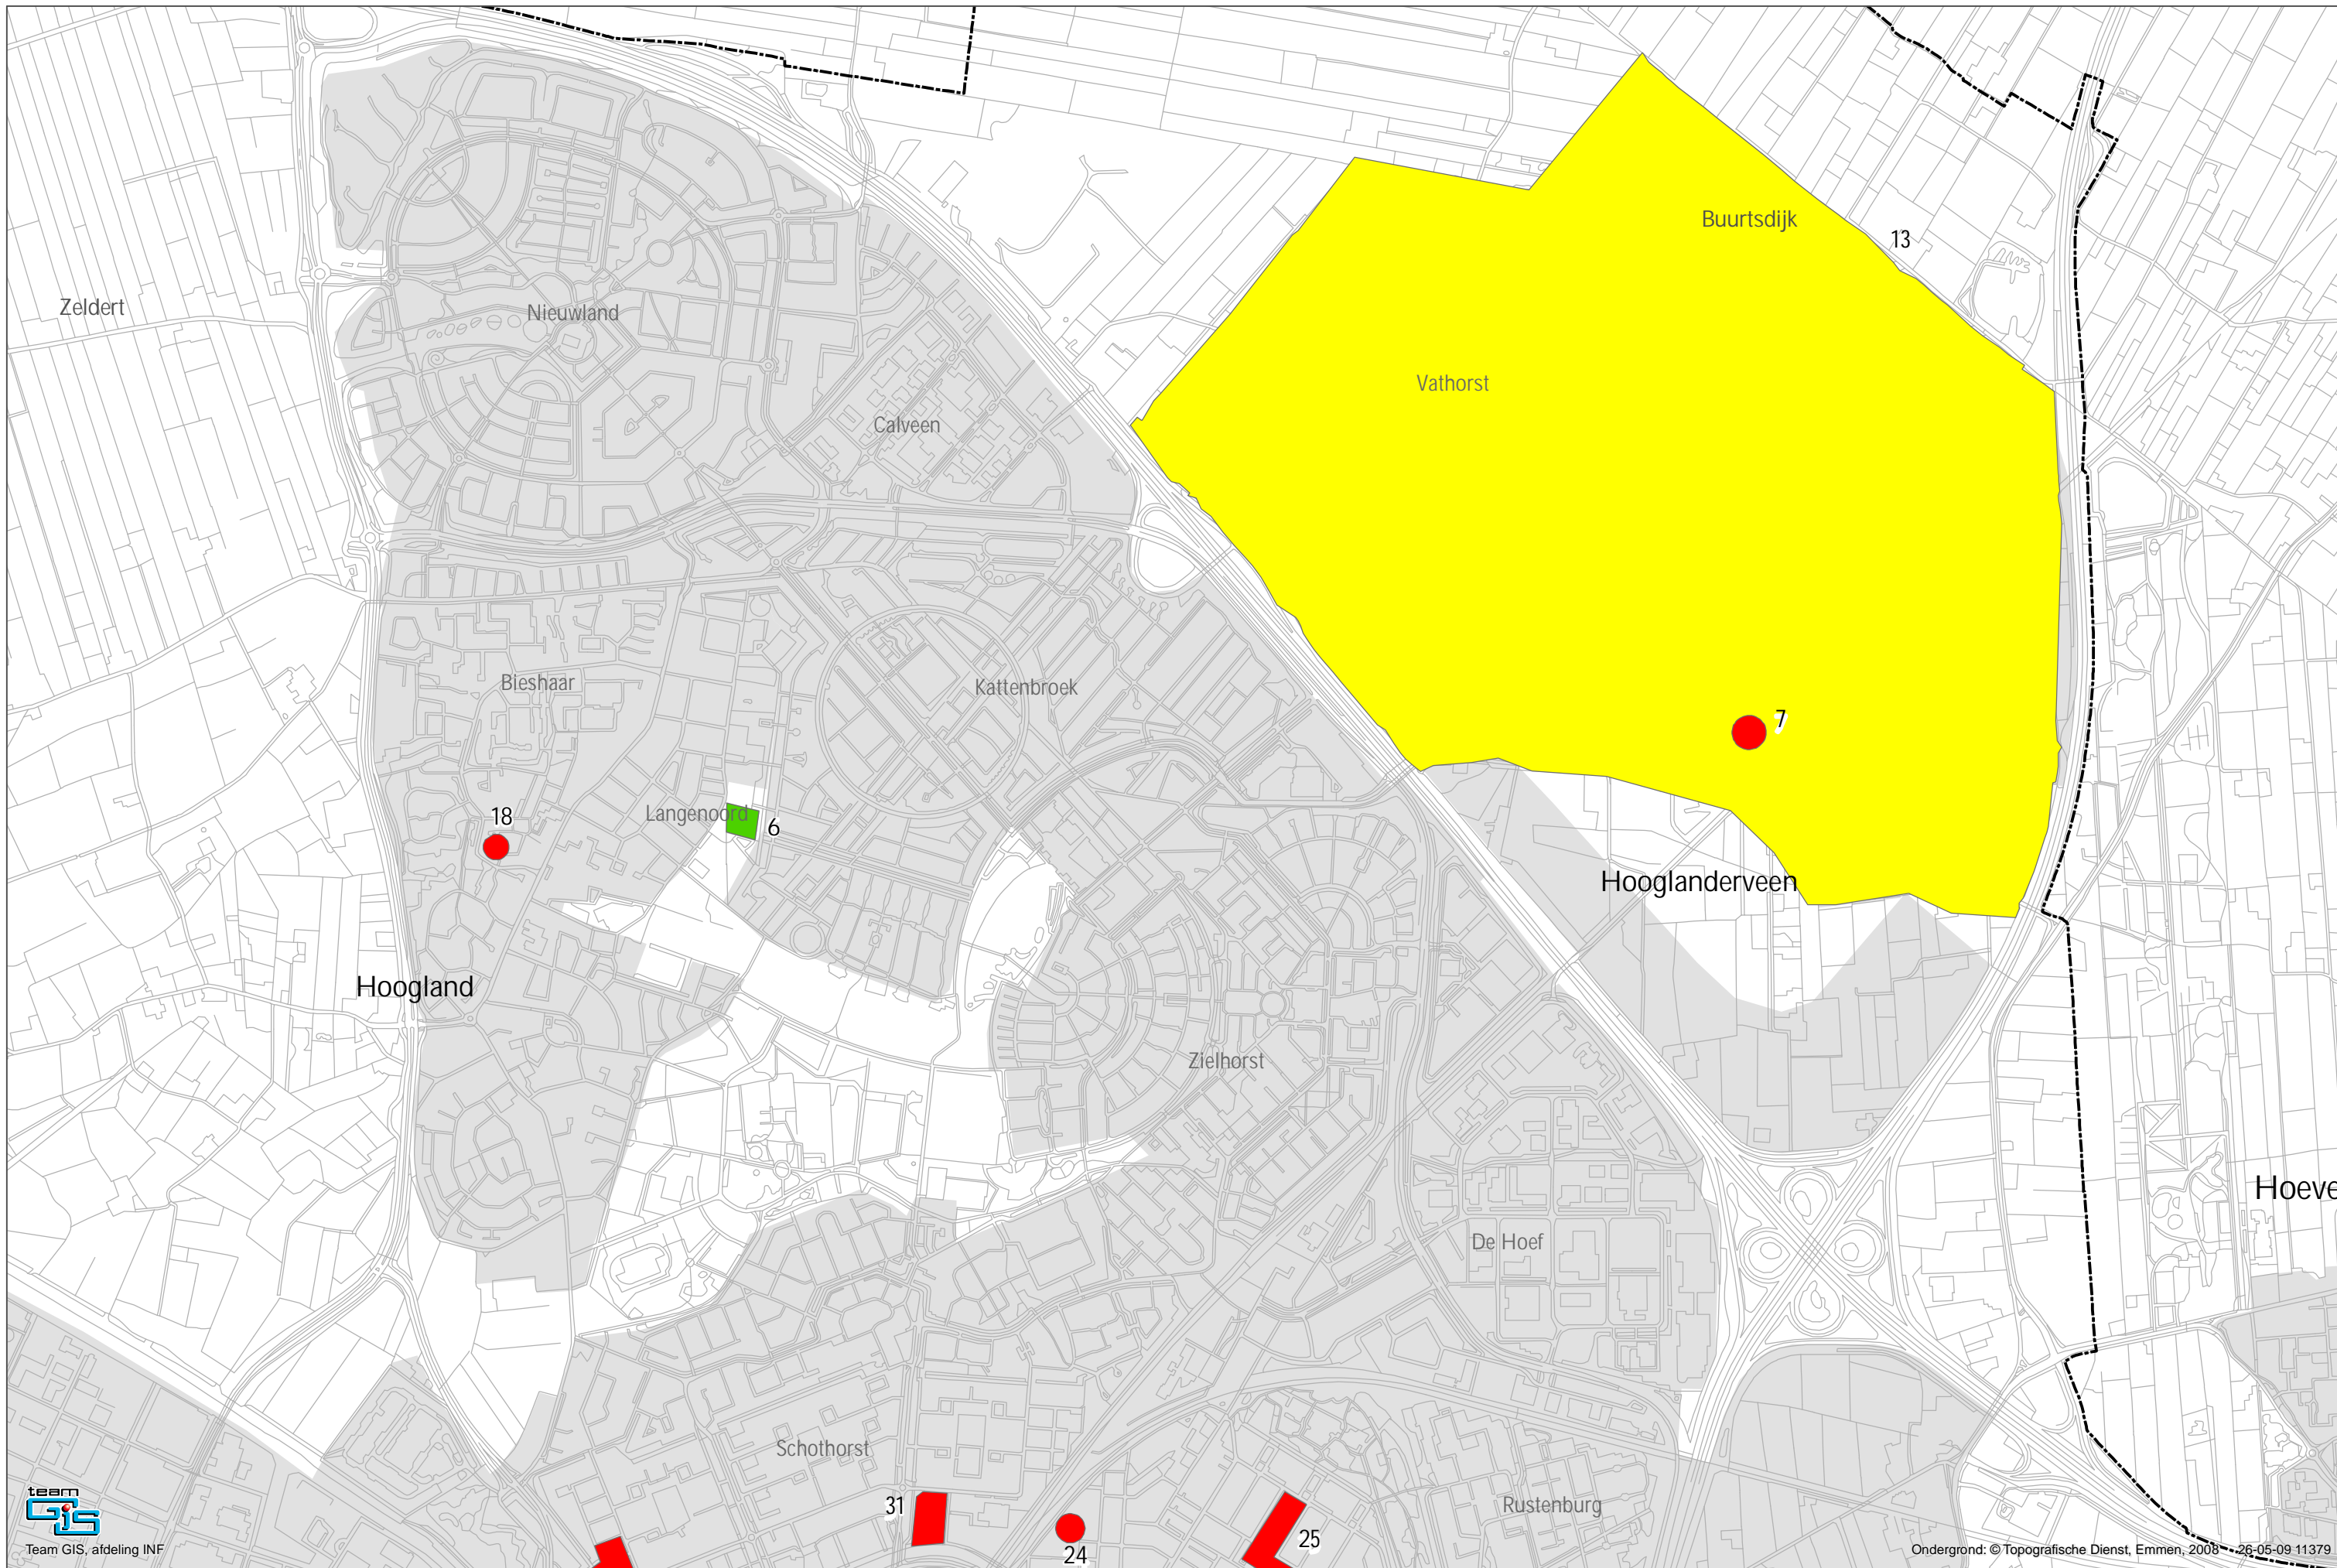 Buurtsdijk
13
Zeldert
Nieuwland
Vathorst
Calveen
Bieshaar
Kattenbroek
7
18
Langenoord
6
Hooglanderveen
Hoogland
Zielhorst
Hoeve
De Hoef
Schothorst
31
24
25
Rustenburg
team
GIS
Team GIS, afdeling INF
Ondergrond: © Topografische Dienst, Emmen, 2008 26-05-09 11379